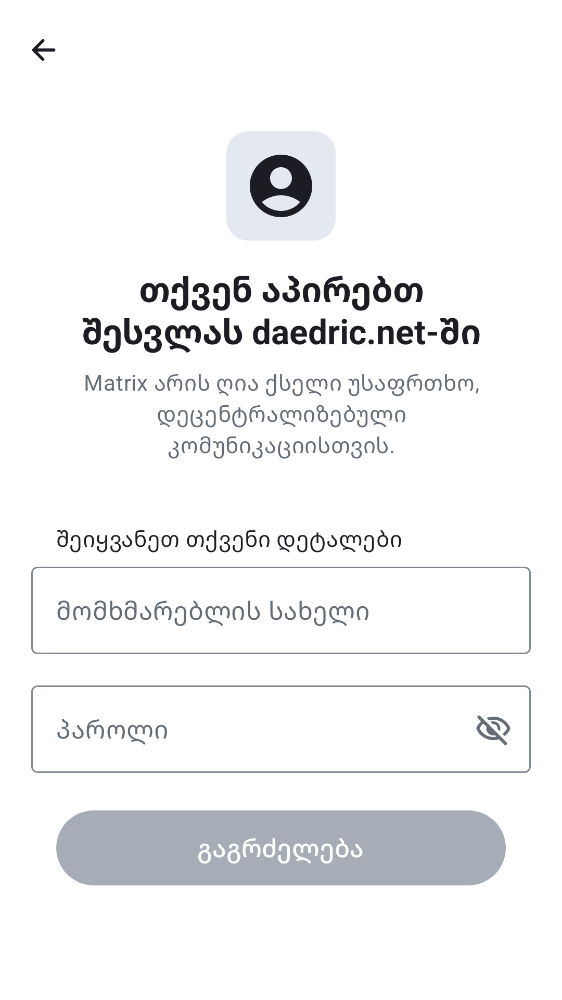 თქვენ აპირებთ
შესვლას daedric.net-ში
Matrix არის ღია ქსელი უსაფრთხო,
დეცენტრალიზებული
კომუნიკაციისთვის.
შეიყვანეთ თქვენი დეტალები
მომხმარებლის სახელი
პაროლი
გაგრძელება